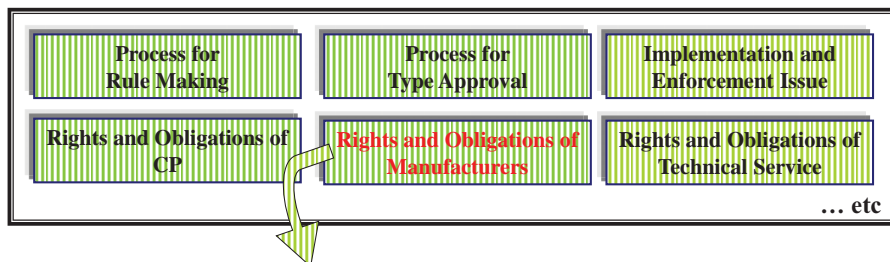 Process for
Rule Making
Process for
Type Approval
Implementation and
Enforcement Issue
Rights and Obligations of
CP
Rights and Obligations of
Manufacturers
Rights and Obligations of
Technical Service
… etc